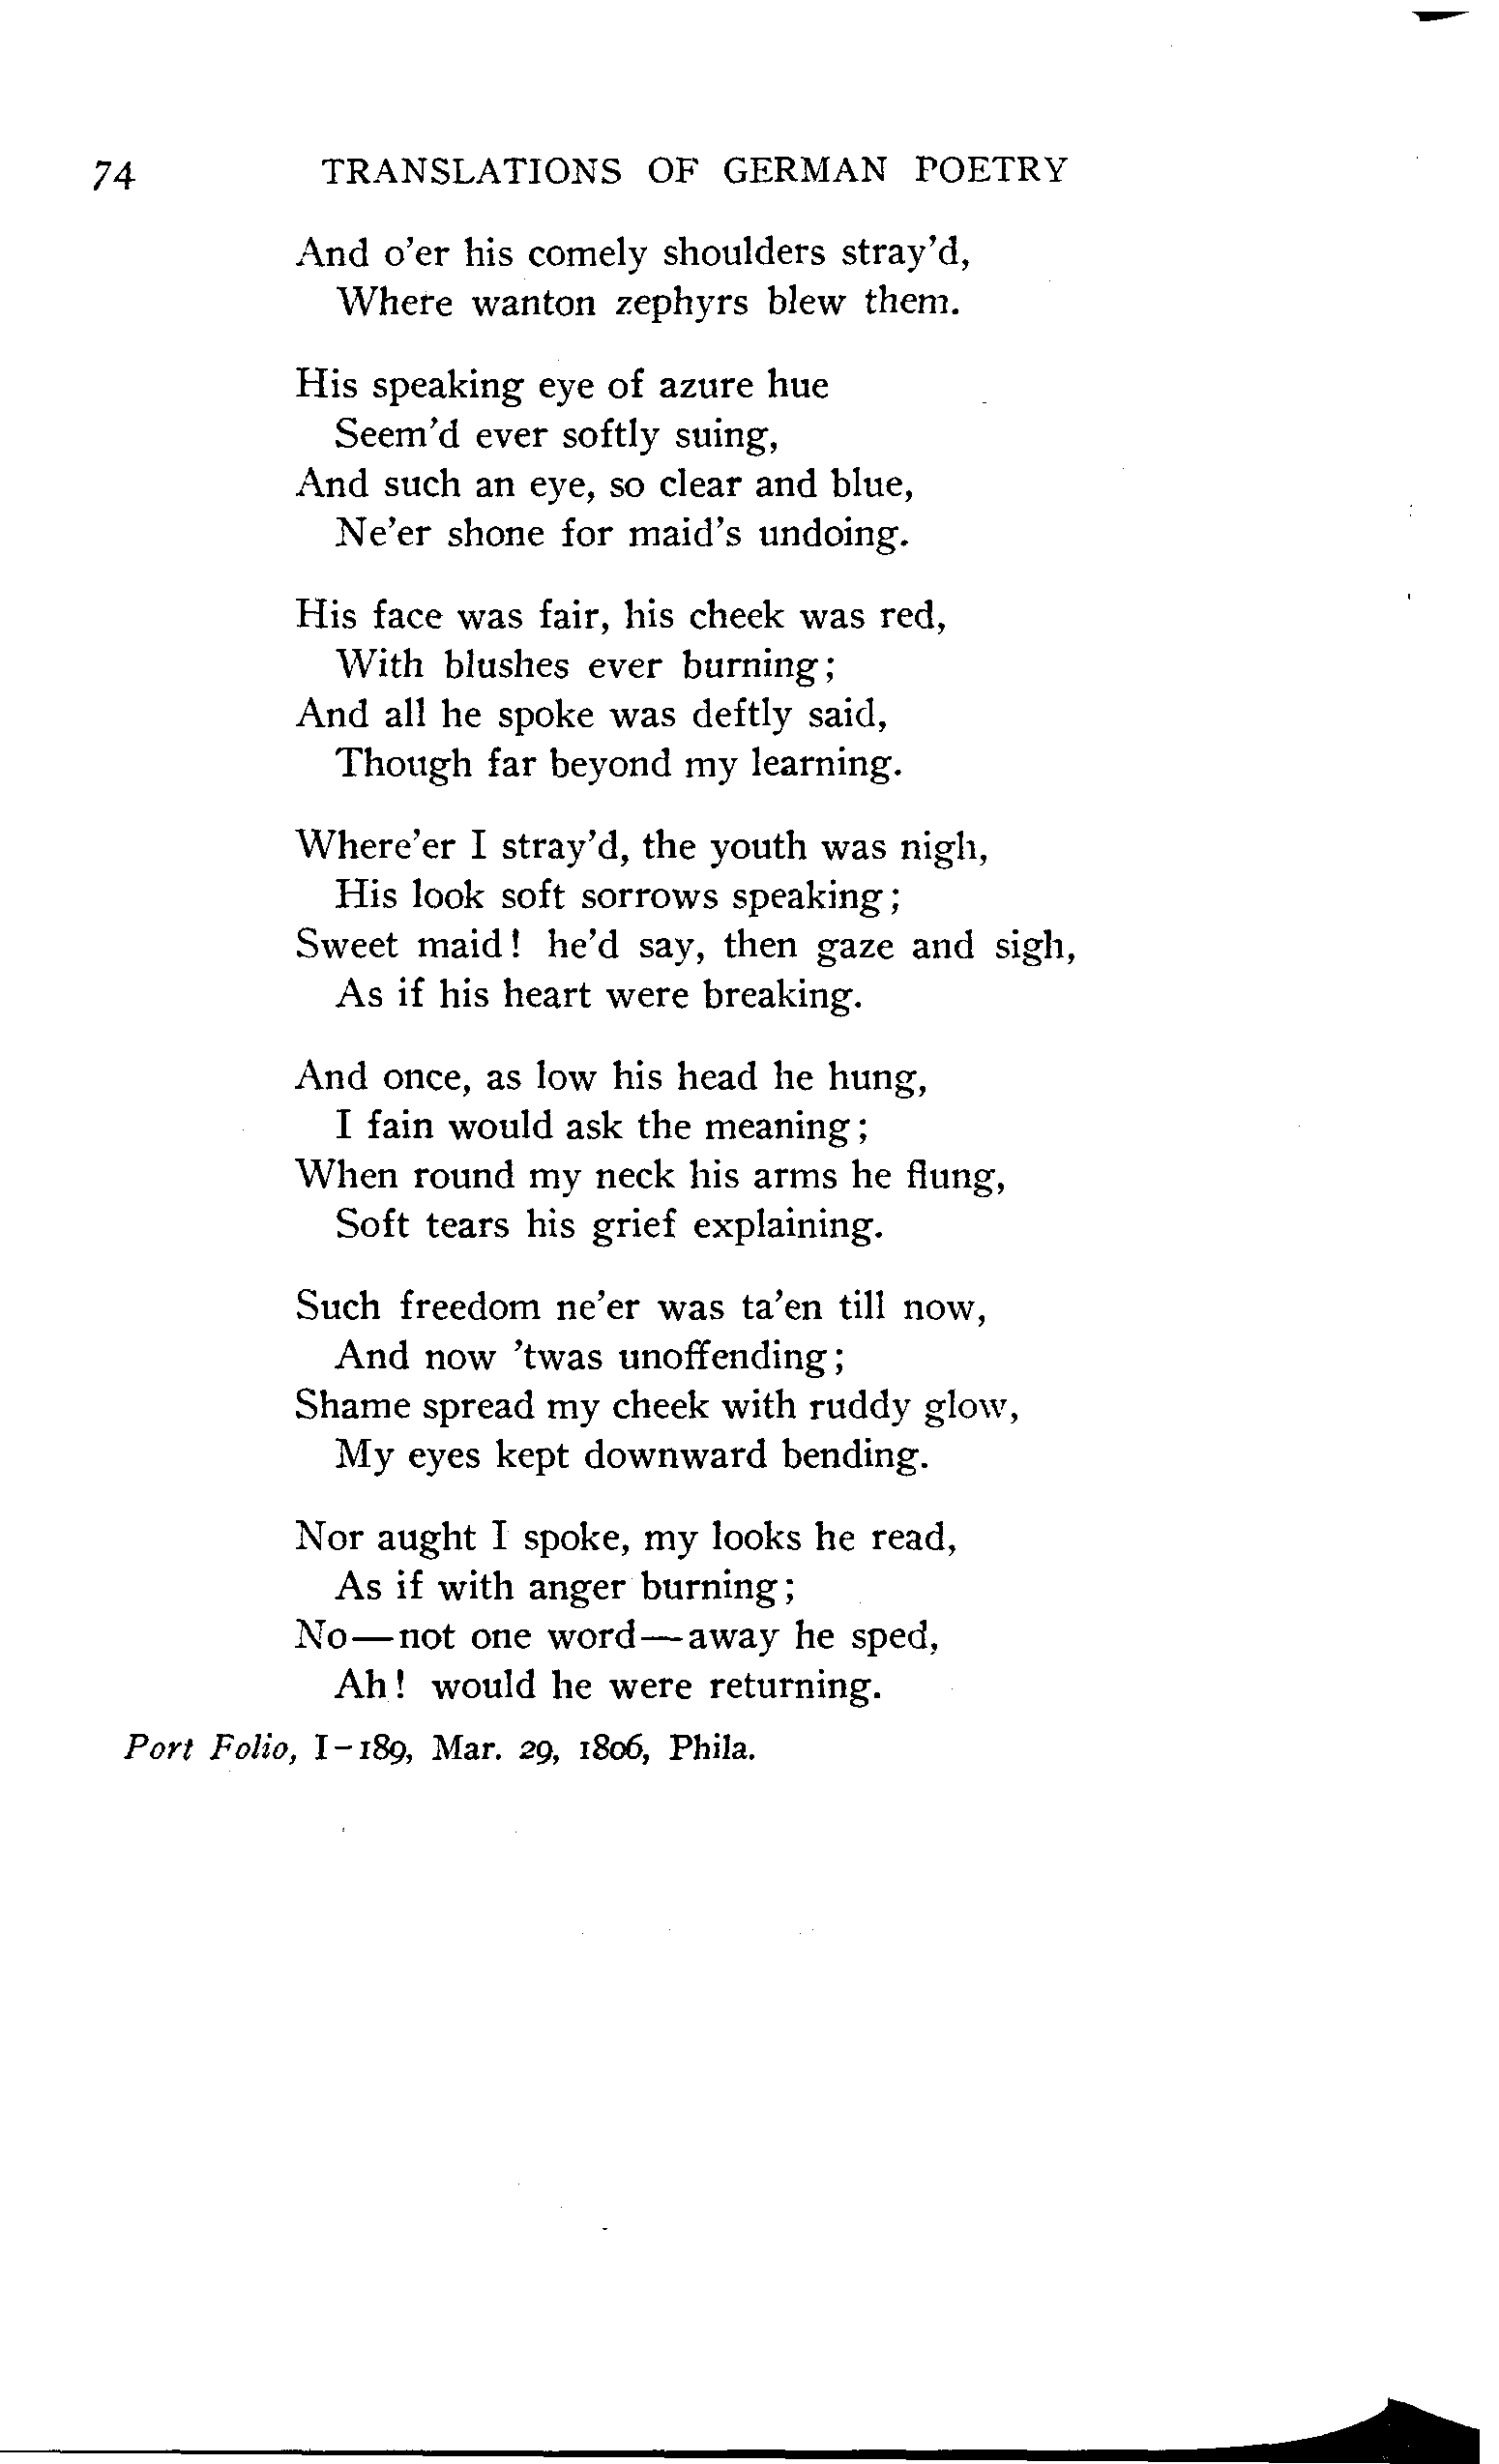 74 TRANSLATIONS OF GERMAN POETRY
And o'er his comely shoulders stray'd,
Where wanton zephyrs blew them.
His speaking eye of azure hue
Seem'd ever softly suing,
And such an eye, so clear and blue,
Ne'er shone for maid's undoing.
His face was fair, his cheek was red,
With blushes ever burning;
And all he spoke was deftly said,
Though far beyond my learning.
Where'er I stray'd, the youth was nigh,
His look soft sorrows speaking;
Sweet maid! he'd say, then gaze and sigh,
As if his heart were breaking.
And once, as low his head he hung,
I fain would ask the meaning;
When round my neck his arms he flung,
Soft tears his grief explaining.
Such freedom ne'er was ta'en till now,
And now 'twas unoffending;
Shame spread my cheek with ruddy glow,
My eyes kept downward bending.
Nor aught I spoke, my looks he read,
As if with anger burning;
No—not one word—away he sped,
Ah! would he were returning.
Port Folio, I-189, Mar. 29, 1806, Phila.